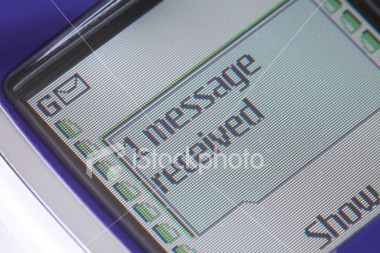 G
1 message
received
show
iStockphoto